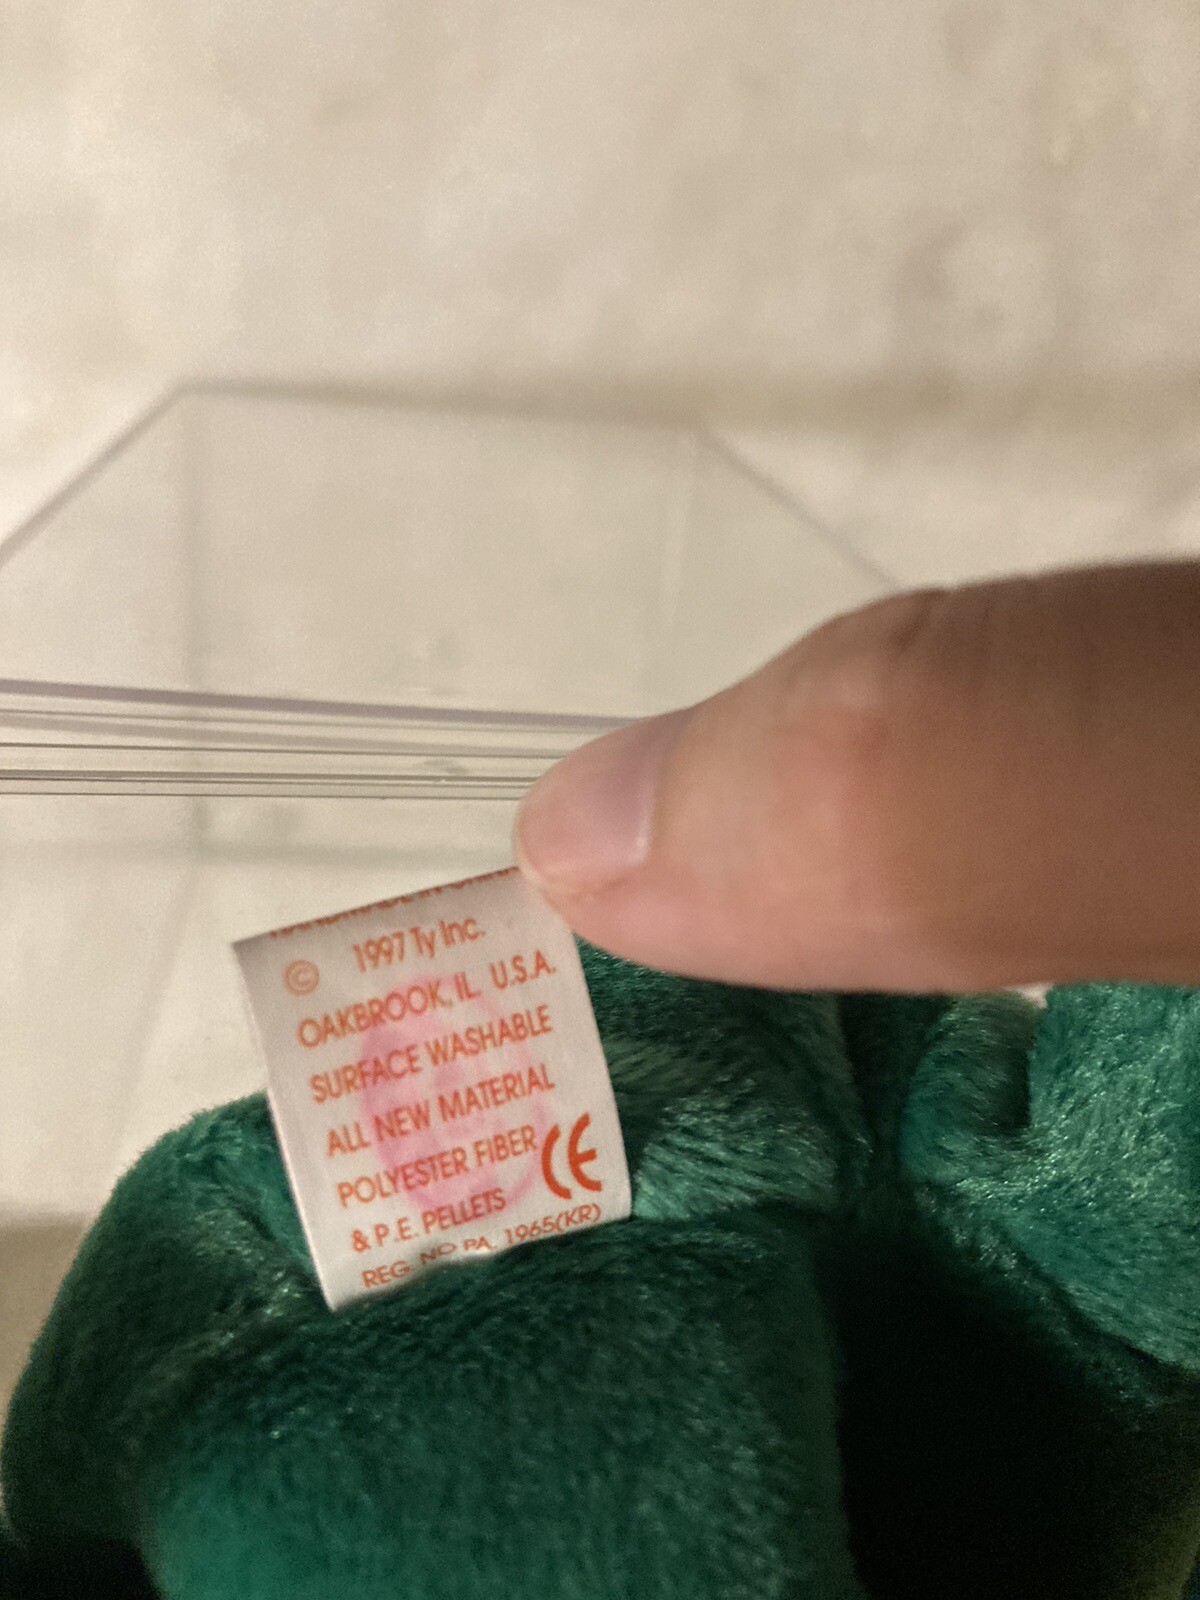 © 1997 Ty Inc.
OAKBROOK, IL U.S.A.
SURFACE WASHABLE
ALL NEW MATERIAL
POLYESTER FIBER
& P.E. PELLETS CE
REG. NO PA. 1965(KR)